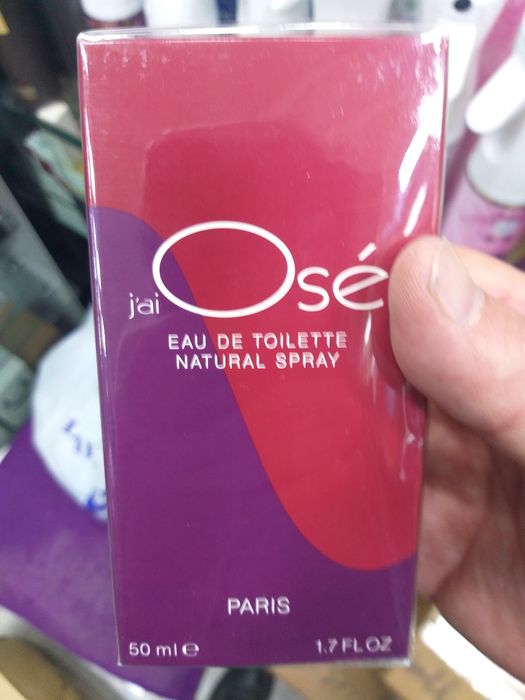 j'ai Osé
EAU DE TOILETTE
NATURAL SPRAY
PARIS
50 ml ℮ 1.7 FL OZ